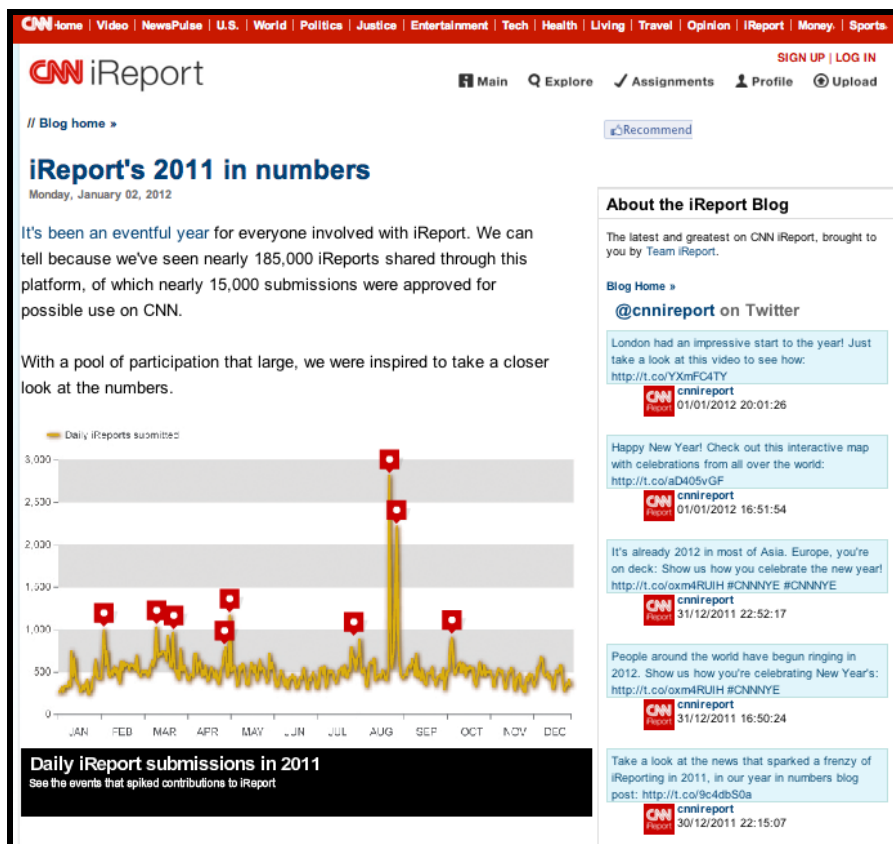 CNN Home | Video | NewsPulse | U.S. | World | Politics | Justice | Entertainment | Tech | Health | Living | Travel | Opinion | iReport | Money. | Sports.
SIGN UP | LOG IN
CNN iReport
Main Explore Assignments Profile Upload
// Blog home »
Recommend
iReport's 2011 in numbers
Monday, January 02, 2012
It's been an eventful year for everyone involved with iReport. We can
tell because we've seen nearly 185,000 iReports shared through this
platform, of which nearly 15,000 submissions were approved for
possible use on CNN.
With a pool of participation that large, we were inspired to take a closer
look at the numbers.
Daily iReports submitted
3,000
2,500
2,000
1,500
1,000
500
0
JAN FEB MAR APR MAY JUN JUL AUG SEP OCT NOV DEC
Daily iReport submissions in 2011
See the events that spiked contributions to iReport
About the iReport Blog
The latest and greatest on CNN iReport, brought to
you by Team iReport.
Blog Home »
@cnnireport on Twitter
London had an impressive start to the year! Just
take a look at this video to see how:
http://t.co/YXmFC4TY
CNN iReport
cnnireport
01/01/2012 20:01:26
Happy New Year! Check out this interactive map
with celebrations from all over the world:
http://t.co/aD405vGF
CNN iReport
cnnireport
01/01/2012 16:51:54
It's already 2012 in most of Asia. Europe, you're
on deck: Show us how you celebrate the new year!
http://t.co/oxm4RUIH #CNNNYE #CNNNYE
CNN iReport
cnnireport
31/12/2011 22:52:17
People around the world have begun ringing in
2012. Show us how you're celebrating New Year's:
http://t.co/oxm4RUIH #CNNNYE
CNN iReport
cnnireport
31/12/2011 16:50:24
Take a look at the news that sparked a frenzy of
iReporting in 2011, in our year in numbers blog
post: http://t.co/9c4dbS0a
CNN iReport
cnnireport
30/12/2011 22:15:07